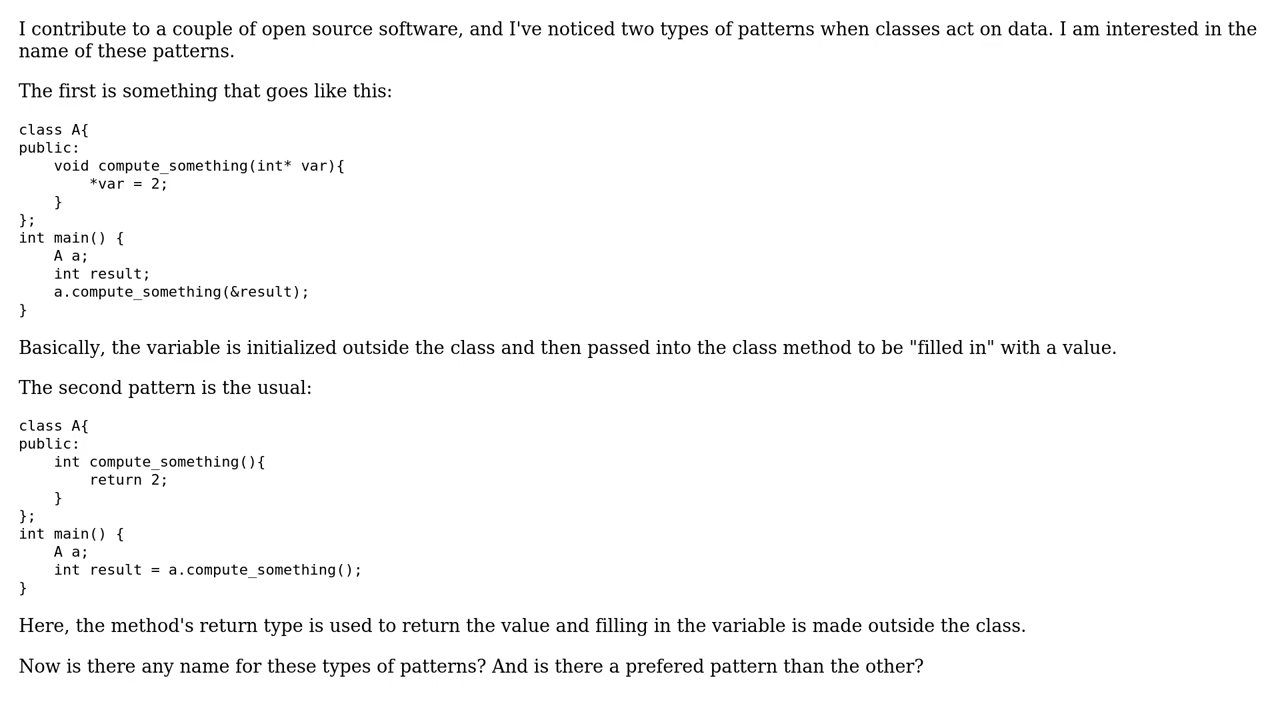 I contribute to a couple of open source software, and I've noticed two types of patterns when classes act on data. I am interested in the
name of these patterns.
The first is something that goes like this:
class A{
public:
    void compute_something(int* var){
        *var = 2;
    }
};
int main() {
    A a;
    int result;
    a.compute_something(&result);
}
Basically, the variable is initialized outside the class and then passed into the class method to be "filled in" with a value.
The second pattern is the usual:
class A{
public:
    int compute_something(){
        return 2;
    }
};
int main() {
    A a;
    int result = a.compute_something();
}
Here, the method's return type is used to return the value and filling in the variable is made outside the class.
Now is there any name for these types of patterns? And is there a prefered pattern than the other?